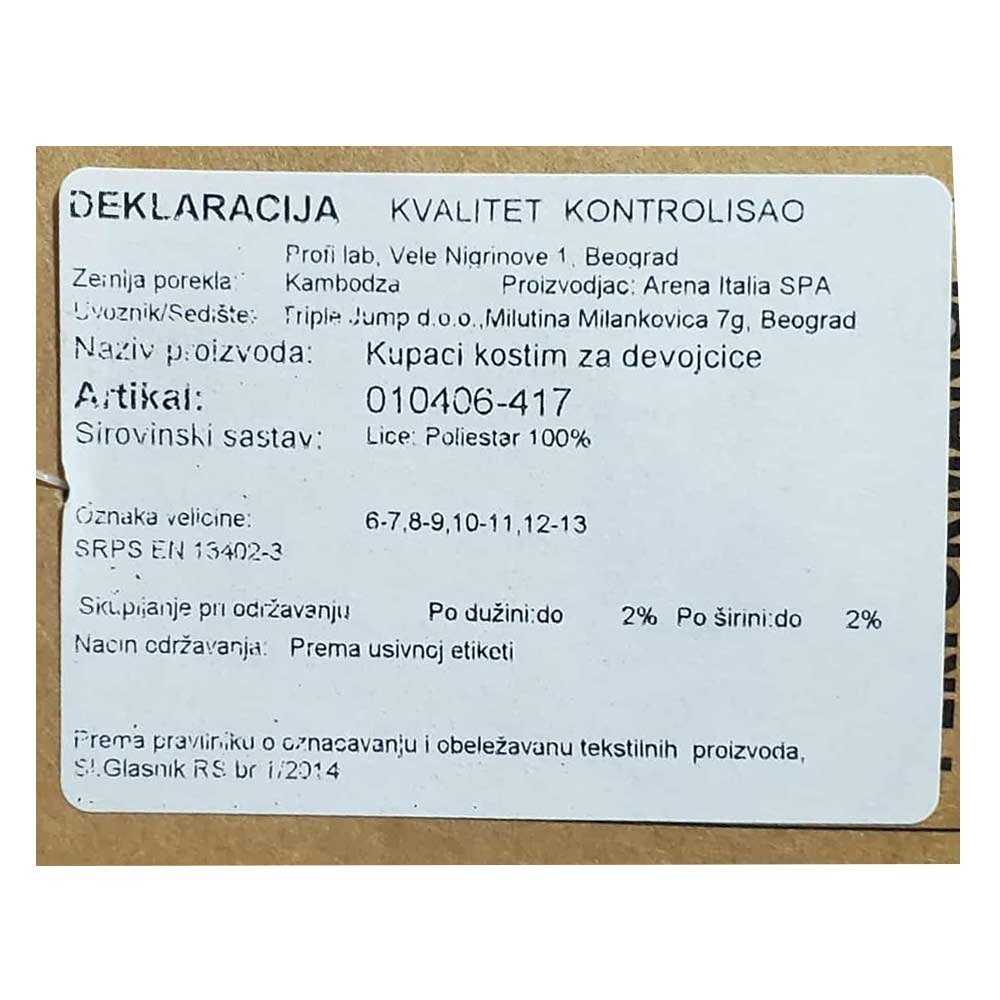 DEKLARACIJA KVALITET KONTROLISAO
Profi lab, Vele Nigrinove 1, Beograd
Zemlja porekla: Kambodza Proizvodjac: Arena Italia SPA
Uvoznik/Sedište: Triple Jump d.o.o.,Milutina Milankovica 7g, Beograd
Naziv proizvoda: Kupaci kostim za devojcice
Artikal: 010406-417
Sirovinski sastav: Lice: Poliestar 100%
Oznaka velicine: 6-7,8-9,10-11,12-13
SRPS EN 13402-3
Skupljanje pri održavanju Po dužini:do 2% Po širini:do 2%
Nacin održavanja: Prema usivnoj etiketi
Prema pravilniku o oznacavanju i obeležavanu tekstilnih proizvoda,
Sl.Glasnik RS br 1/2014